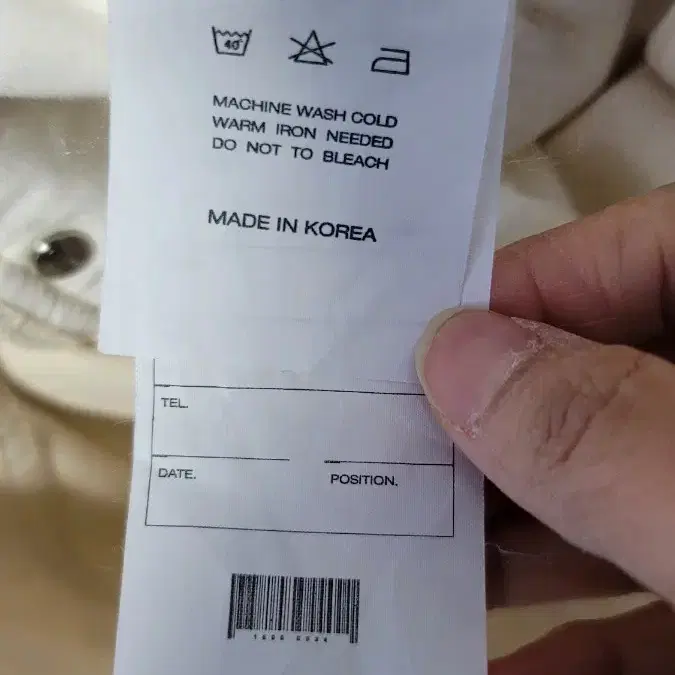 40°
MACHINE WASH COLD
WARM IRON NEEDED
DO NOT TO BLEACH
MADE IN KOREA
TEL.
DATE. POSITION.